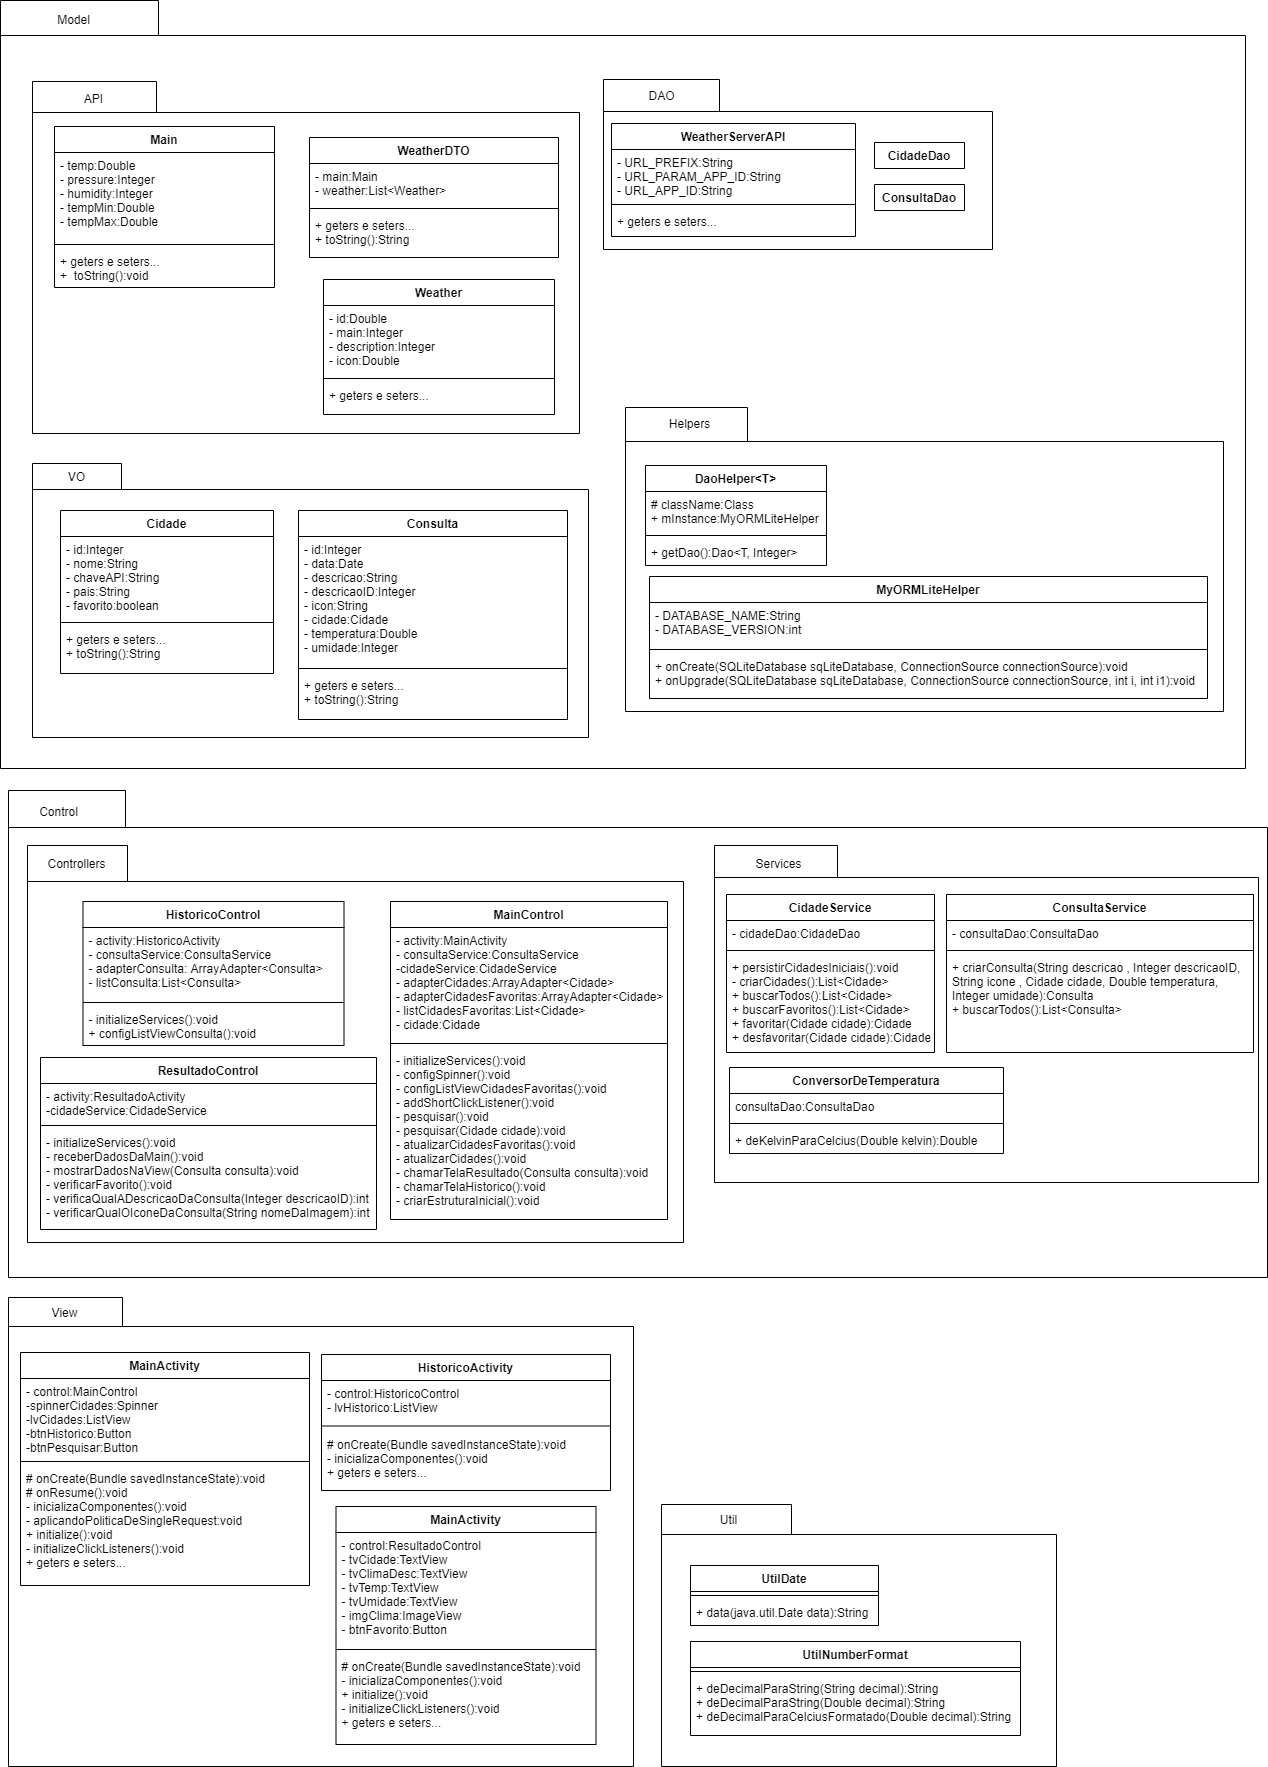 Model
API
Main
- temp:Double
- pressure:Integer
- humidity:Integer
- tempMin:Double
- tempMax:Double
+ geters e seters...
+  toString():void
WeatherDTO
- main:Main
- weather:List<Weather>
+ geters e seters...
+ toString():String
Weather
- id:Double
- main:Integer
- description:Integer
- icon:Double
+ geters e seters...
DAO
WeatherServerAPI
- URL_PREFIX:String
- URL_PARAM_APP_ID:String
- URL_APP_ID:String
+ geters e seters...
CidadeDao
ConsultaDao
VO
Cidade
- id:Integer
- nome:String
- chaveAPI:String
- pais:String
- favorito:boolean
+ geters e seters...
+ toString():String
Consulta
- id:Integer
- data:Date
- descricao:String
- descricaoID:Integer
- icon:String
- cidade:Cidade
- temperatura:Double
- umidade:Integer
+ geters e seters...
+ toString():String
Helpers
DaoHelper<T>
# className:Class
+ mInstance:MyORMLiteHelper
+ getDao():Dao<T, Integer>
MyORMLiteHelper
- DATABASE_NAME:String
- DATABASE_VERSION:int
+ onCreate(SQLiteDatabase sqLiteDatabase, ConnectionSource connectionSource):void
+ onUpgrade(SQLiteDatabase sqLiteDatabase, ConnectionSource connectionSource, int i, int i1):void
Control
Controllers
HistoricoControl
- activity:HistoricoActivity
- consultaService:ConsultaService
- adapterConsulta: ArrayAdapter<Consulta>
- listConsulta:List<Consulta>
- initializeServices():void
+ configListViewConsulta():void
MainControl
- activity:MainActivity
- consultaService:ConsultaService
-cidadeService:CidadeService
- adapterCidades:ArrayAdapter<Cidade>
- adapterCidadesFavoritas:ArrayAdapter<Cidade>
- listCidadesFavoritas:List<Cidade>
- cidade:Cidade
- initializeServices():void
- configSpinner():void
- configListViewCidadesFavoritas():void
- addShortClickListener():void
- pesquisar():void
- pesquisar(Cidade cidade):void
- atualizarCidadesFavoritas():void
- atualizarCidades():void
- chamarTelaResultado(Consulta consulta):void
- chamarTelaHistorico():void
- criarEstruturaInicial():void
ResultadoControl
- activity:ResultadoActivity
-cidadeService:CidadeService
- initializeServices():void
- receberDadosDaMain():void
- mostrarDadosNaView(Consulta consulta):void
- verificarFavorito():void
- verificaQualADescricaoDaConsulta(Integer descricaoID):int
- verificarQualOIconeDaConsulta(String nomeDaImagem):int
Services
CidadeService
- cidadeDao:CidadeDao
+ persistirCidadesIniciais():void
- criarCidades():List<Cidade>
+ buscarTodos():List<Cidade>
+ buscarFavoritos():List<Cidade>
+ favoritar(Cidade cidade):Cidade
+ desfavoritar(Cidade cidade):Cidade
ConsultaService
- consultaDao:ConsultaDao
+ criarConsulta(String descricao , Integer descricaoID,
String icone , Cidade cidade, Double temperatura,
Integer umidade):Consulta
+ buscarTodos():List<Consulta>
ConversorDeTemperatura
consultaDao:ConsultaDao
+ deKelvinParaCelcius(Double kelvin):Double
View
MainActivity
- control:MainControl
-spinnerCidades:Spinner
-lvCidades:ListView
-btnHistorico:Button
-btnPesquisar:Button
# onCreate(Bundle savedInstanceState):void
# onResume():void
- inicializaComponentes():void
- aplicandoPoliticaDeSingleRequest:void
+ initialize():void
- initializeClickListeners():void
+ geters e seters...
HistoricoActivity
- control:HistoricoControl
- lvHistorico:ListView
# onCreate(Bundle savedInstanceState):void
- inicializaComponentes():void
+ geters e seters...
MainActivity
- control:ResultadoControl
- tvCidade:TextView
- tvClimaDesc:TextView
- tvTemp:TextView
- tvUmidade:TextView
- imgClima:ImageView
- btnFavorito:Button
# onCreate(Bundle savedInstanceState):void
- inicializaComponentes():void
+ initialize():void
- initializeClickListeners():void
+ geters e seters...
Util
UtilDate
+ data(java.util.Date data):String
UtilNumberFormat
+ deDecimalParaString(String decimal):String
+ deDecimalParaString(Double decimal):String
+ deDecimalParaCelciusFormatado(Double decimal):String